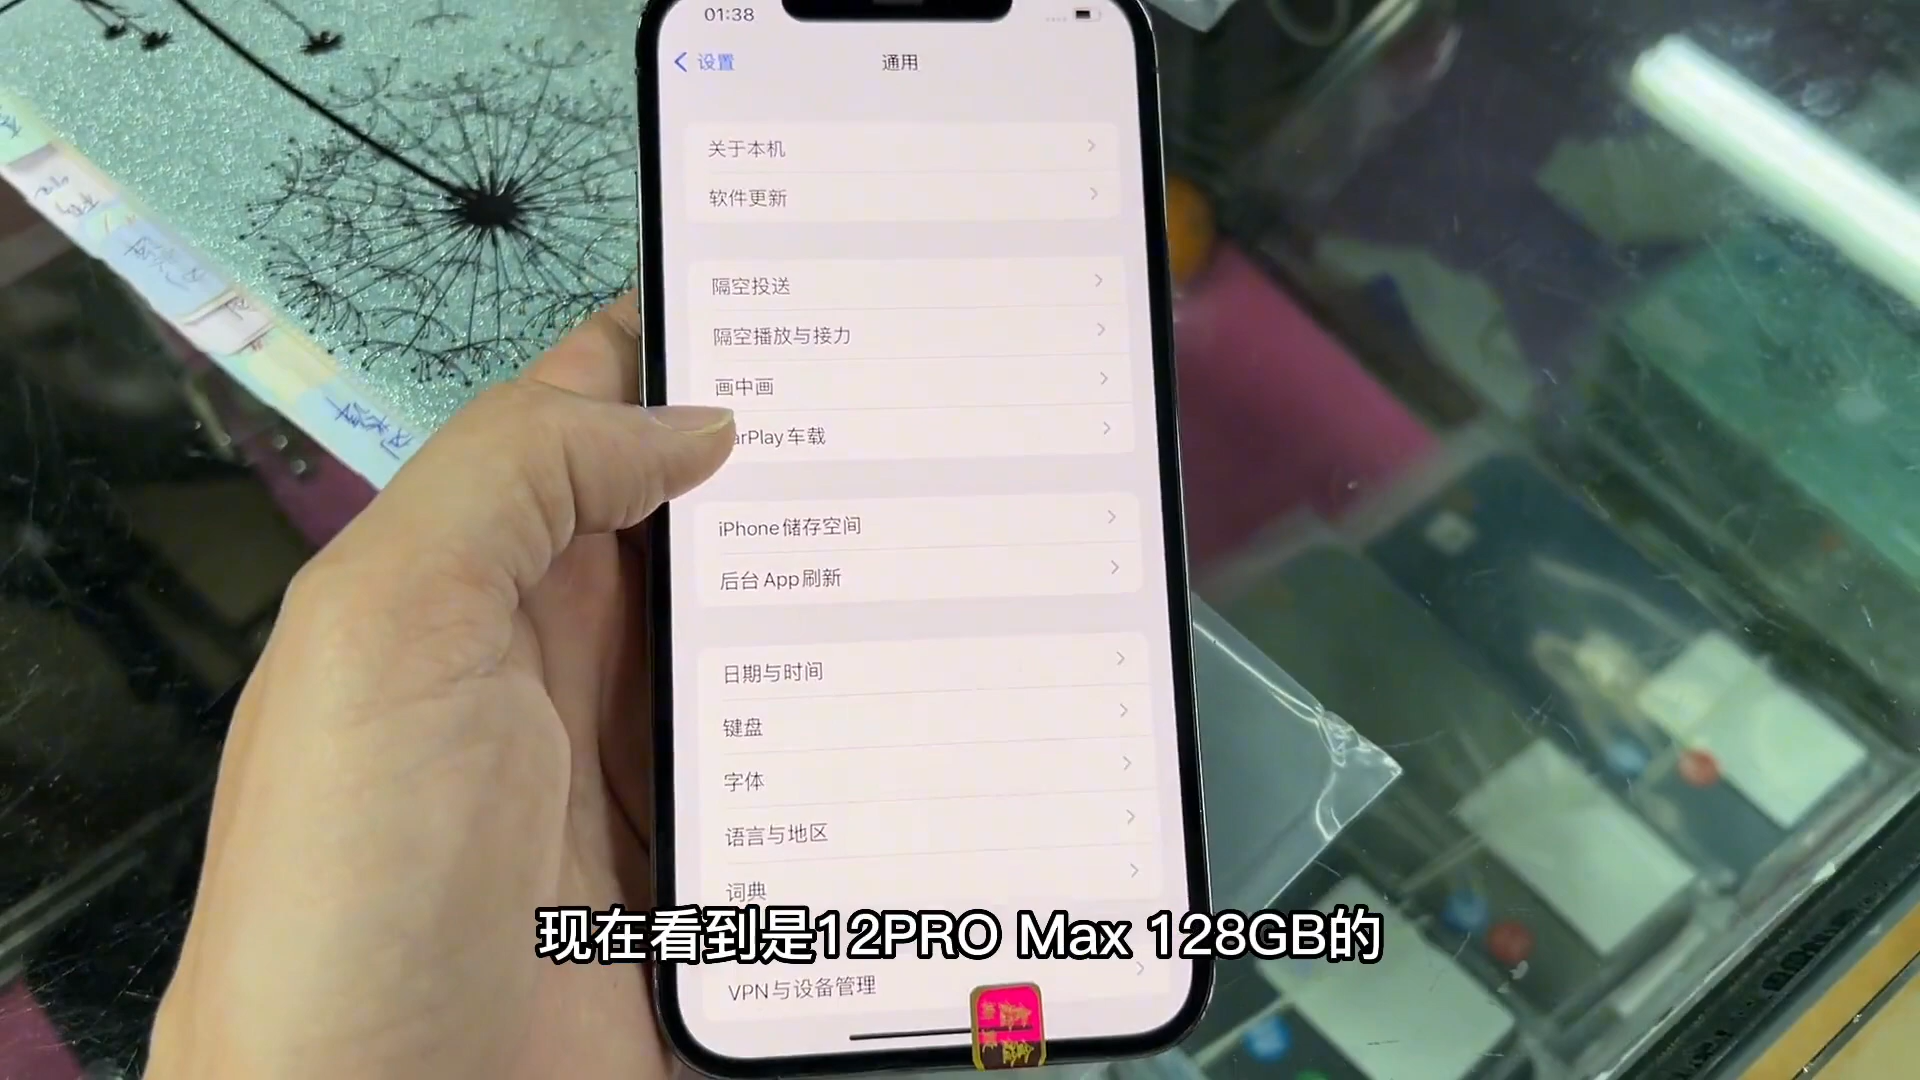 01:38
设置
通用
关于本机
软件更新
隔空投送
隔空播放与接力
画中画
arPlay车载
iPhone储存空间
后台App刷新
日期与时间
键盘
字体
语言与地区
词典
现在看到是12PRO Max 128GB的
VPN与设备管理